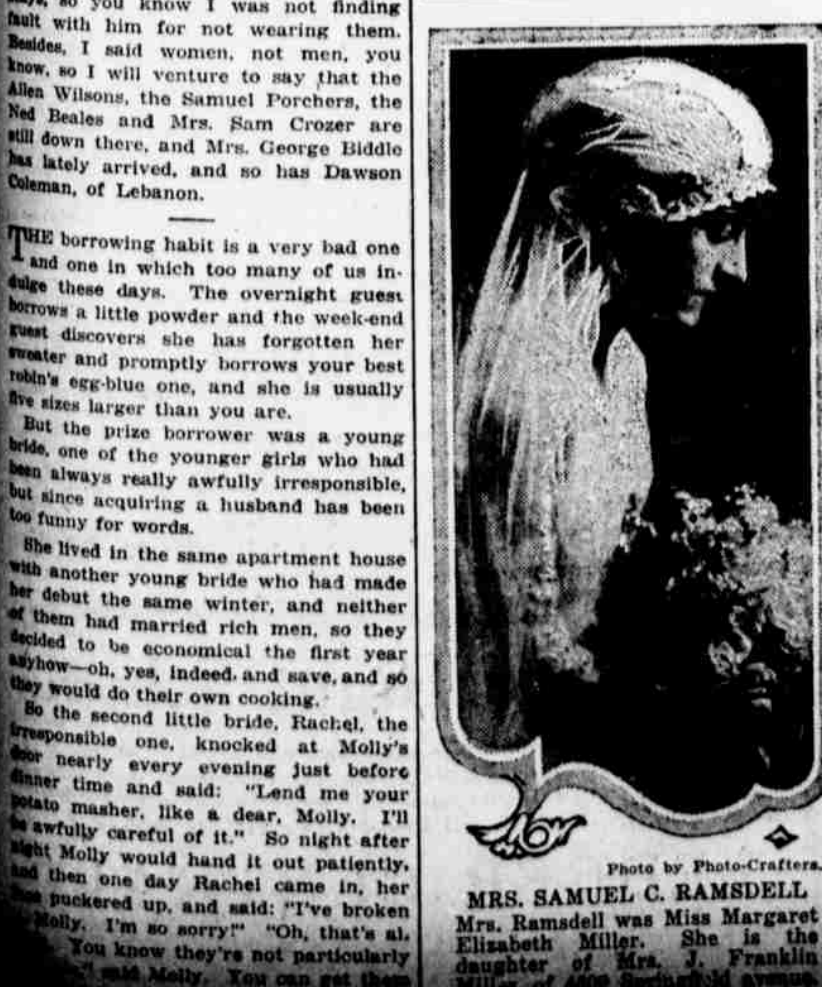 so you know I was not finding
fault with him for not wearing them.
Besides, I said women, not men, you
know, so I will venture to say that the
Allen Wilsons, the Samuel Porchers, the
Ned Beales and Mrs. Sam Crozer are
still down there, and Mrs. George Biddle
has lately arrived, and so has Dawson
Coleman, of Lebanon.
THE borrowing habit is a very bad one
and one in which too many of us in-
dulge these days. The overnight guest
borrows a little powder and the week-end
guest discovers she has forgotten her
sweater and promptly borrows your best
robin's egg-blue one, and she is usually
five sizes larger than you are.
But the prize borrower was a young
bride, one of the younger girls who had
been always really awfully irresponsible,
but since acquiring a husband has been
too funny for words.
She lived in the same apartment house
with another young bride who had made
her debut the same winter, and neither
of them had married rich men, so they
decided to be economical the first year
anyhow—oh, yes, indeed, and save, and so
they would do their own cooking.
So the second little bride, Rachel, the
irresponsible one, knocked at Molly's
door nearly every evening just before
dinner time and said: "Lend me your
potato masher, like a dear, Molly. I'll
be awfully careful of it." So night after
night Molly would hand it out patiently,
and then one day Rachel came in, her
puckered up, and said: "I've broken
Molly. I'm so sorry!" "Oh, that's al.
You know they're not particularly
said Molly. You can get them
Photo by Photo-Crafters.
MRS. SAMUEL C. RAMSDELL
Mrs. Ramsdell was Miss Margaret
Elizabeth Miller. She is the
daughter of Mrs. J. Franklin
Miller, of 4809 Springfield avenue,